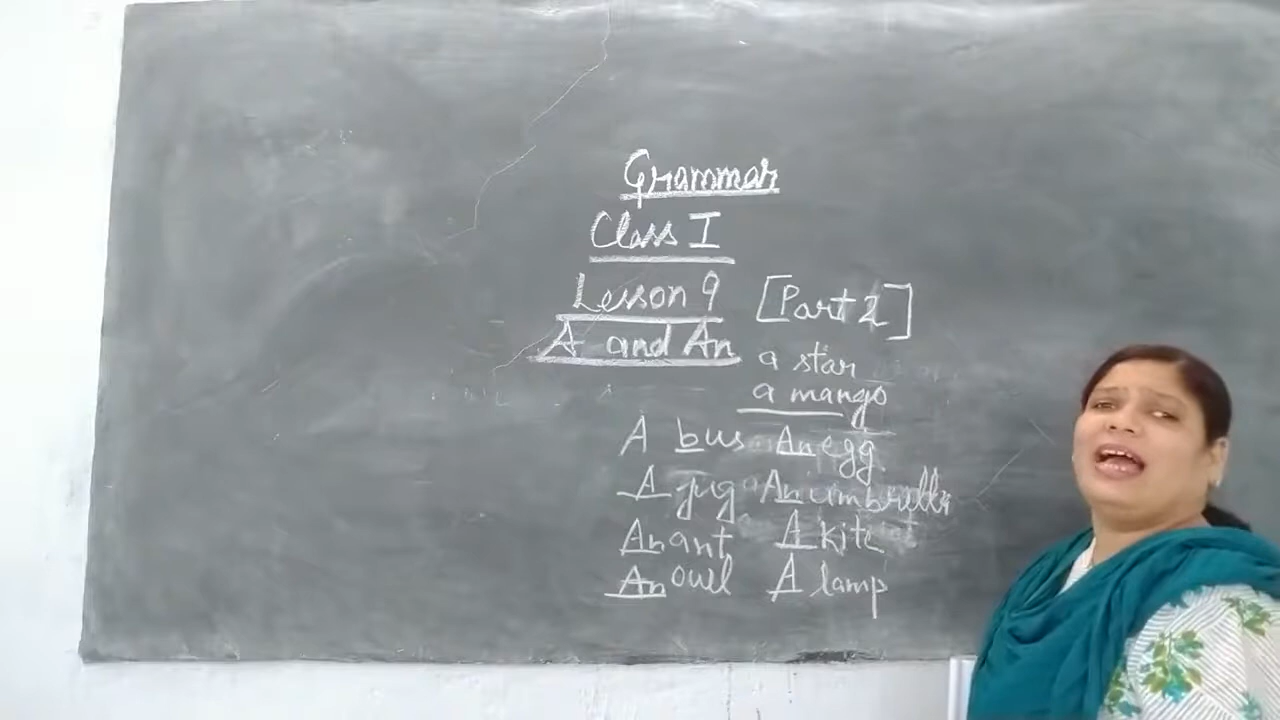 Grammar
Class I
Lesson 9 [Part 2]
A and An
a star
a mango
A bus An egg
A jug An umbrella
An ant A kite
An owl A lamp